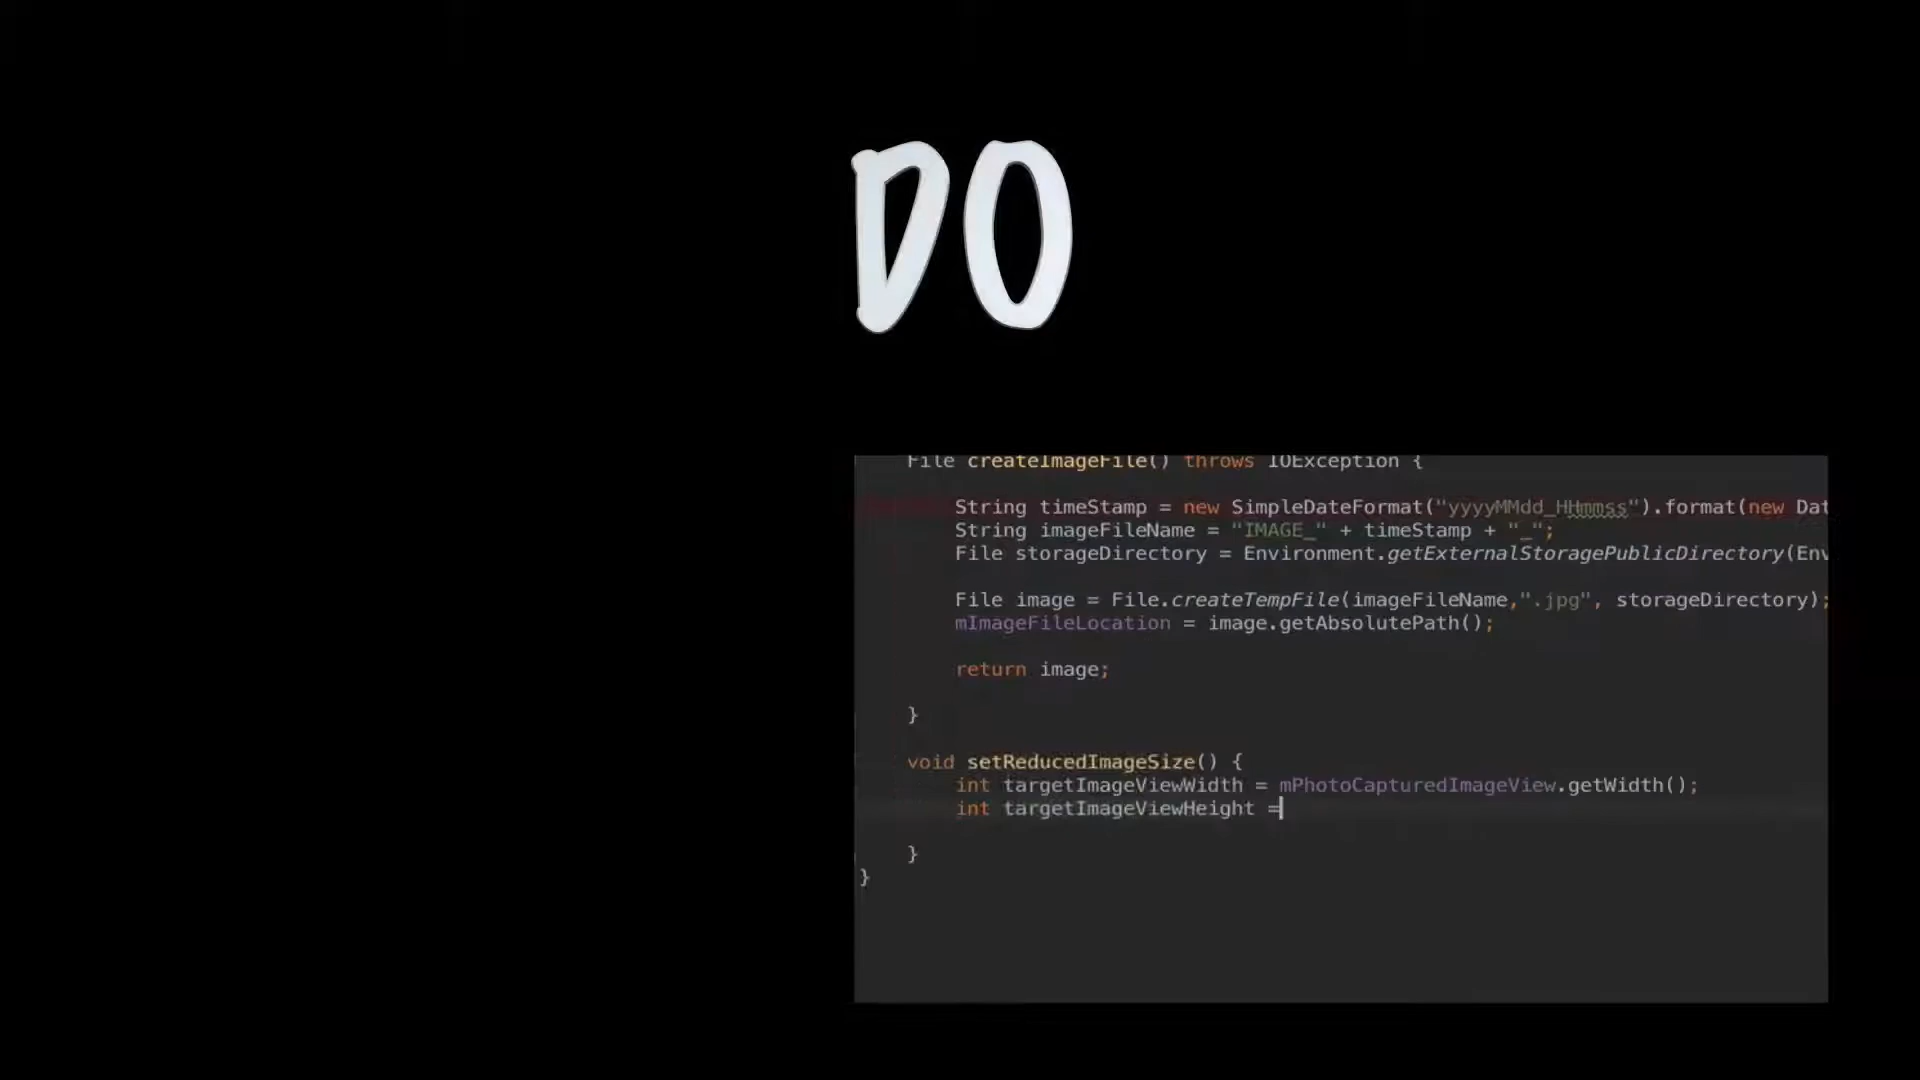 DO
File createImageFile() throws IOException {
String timeStamp = new SimpleDateFormat("yyyyMMdd_HHmmss").format(new Dat
String imageFileName = "IMAGE_" + timeStamp + "_";
File storageDirectory = Environment.getExternalStoragePublicDirectory(Env
File image = File.createTempFile(imageFileName,".jpg", storageDirectory);
mImageFileLocation = image.getAbsolutePath();
return image;
}
void setReducedImageSize() {
int targetImageViewWidth = mPhotoCapturedImageView.getWidth();
int targetImageViewHeight =
}
}